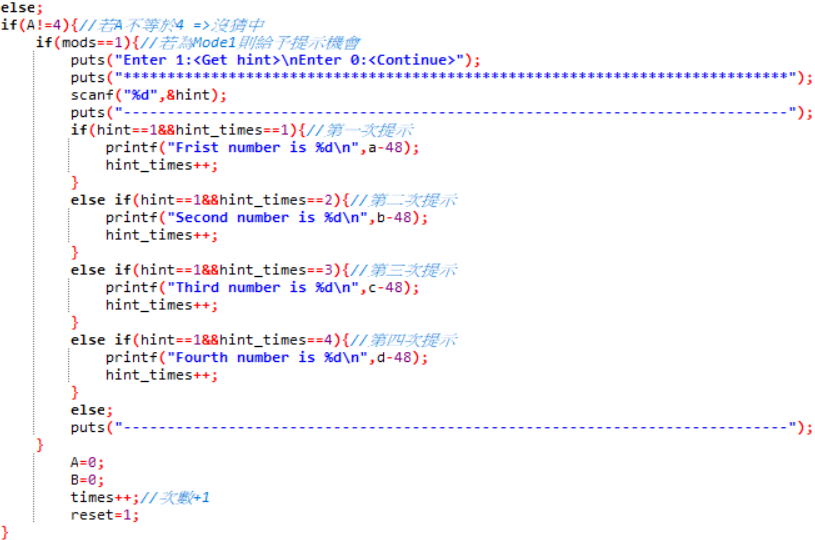 else;
if(A!=4){//若A不等於4 =>沒猜中
if(mods==1){//若為Mode1則給予提示機會
puts("Enter 1:<Get hint>\nEnter 0:<Continue>");
puts("***************************************************************************");
scanf("%d",&hint);
puts("---------------------------------------------------------------------------");
if(hint==1&&hint_times==1){//第一次提示
printf("Frist number is %d\n",a-48);
hint_times++;
}
else if(hint==1&&hint_times==2){//第二次提示
printf("Second number is %d\n",b-48);
hint_times++;
}
else if(hint==1&&hint_times==3){//第三次提示
printf("Third number is %d\n",c-48);
hint_times++;
}
else if(hint==1&&hint_times==4){//第四次提示
printf("Fourth number is %d\n",d-48);
hint_times++;
}
else;
puts("---------------------------------------------------------------------------");
}
A=0;
B=0;
times++;//次數+1
reset=1;
}